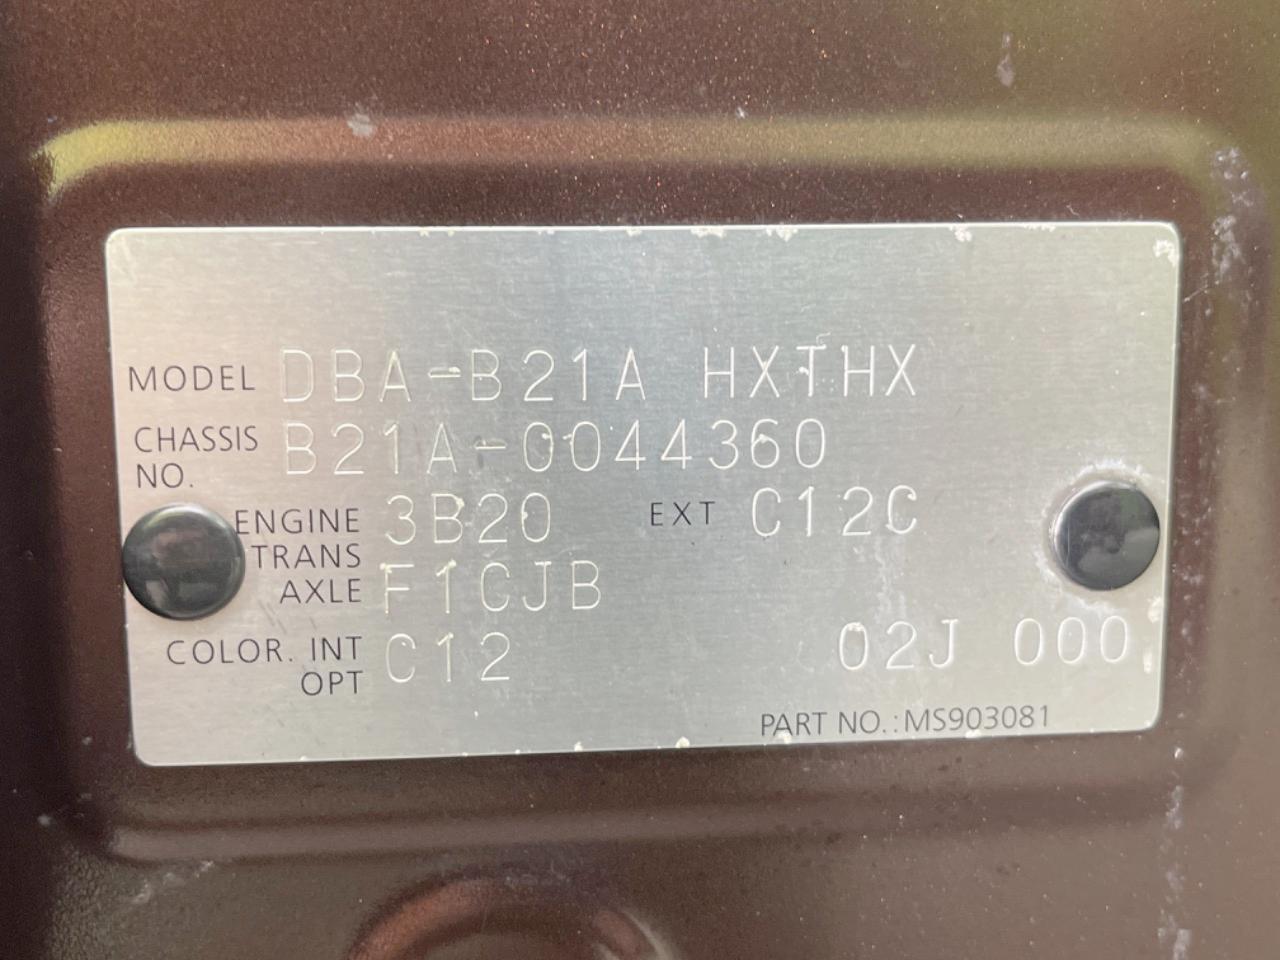 MODEL DBA-B21A HXTHX
CHASSIS NO. B21A-0044360
ENGINE 3B20 EXT C12C
TRANS AXLE F1CJB
COLOR. INT OPT C12 02J 000
PART NO.:MS903081